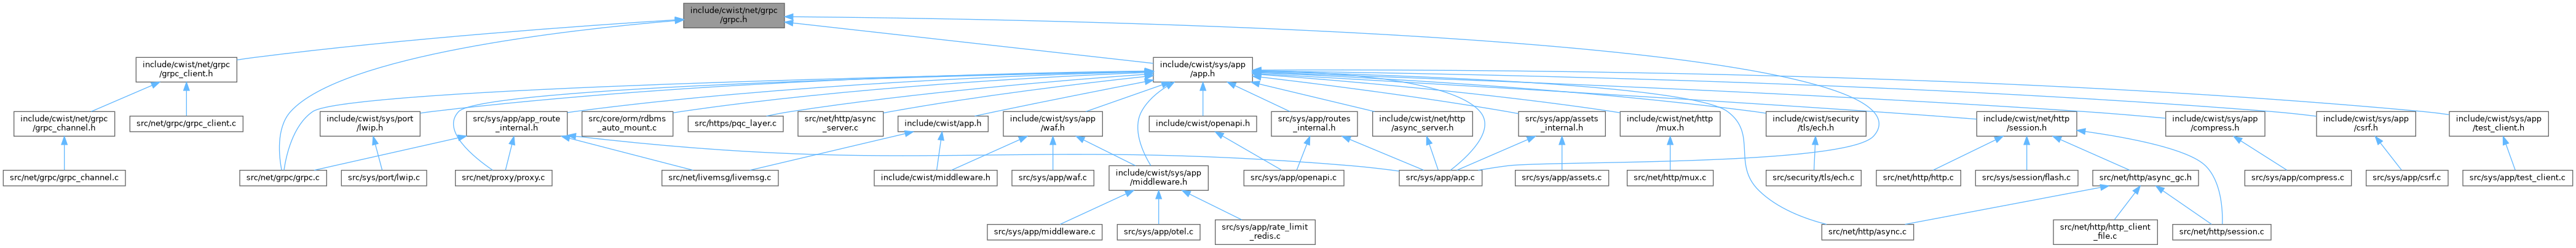 include/cwist/net/grpc
/grpc.h
include/cwist/net/grpc
/grpc_client.h
include/cwist/sys/app
/app.h
include/cwist/net/grpc
/grpc_channel.h
src/net/grpc/grpc_client.c
include/cwist/sys/port
/lwip.h
src/sys/app/app_route
_internal.h
src/core/orm/rdbms
_auto_mount.c
src/https/pqc_layer.c
src/net/http/async
_server.c
include/cwist/app.h
include/cwist/sys/app
/waf.h
include/cwist/openapi.h
src/sys/app/routes
_internal.h
include/cwist/net/http
/async_server.h
src/sys/app/assets
_internal.h
include/cwist/net/http
/mux.h
include/cwist/security
/tls/ech.h
include/cwist/net/http
/session.h
include/cwist/sys/app
/compress.h
include/cwist/sys/app
/csrf.h
include/cwist/sys/app
/test_client.h
src/net/grpc/grpc_channel.c
src/net/grpc/grpc.c
src/sys/port/lwip.c
src/net/proxy/proxy.c
src/net/livemsg/livemsg.c
include/cwist/middleware.h
src/sys/app/waf.c
include/cwist/sys/app
/middleware.h
src/sys/app/openapi.c
src/sys/app/app.c
src/sys/app/assets.c
src/net/http/mux.c
src/security/tls/ech.c
src/net/http/http.c
src/sys/session/flash.c
src/net/http/async_gc.h
src/sys/app/compress.c
src/sys/app/csrf.c
src/sys/app/test_client.c
src/sys/app/middleware.c
src/sys/app/otel.c
src/sys/app/rate_limit
_redis.c
src/net/http/async.c
src/net/http/http_client
_file.c
src/net/http/session.c